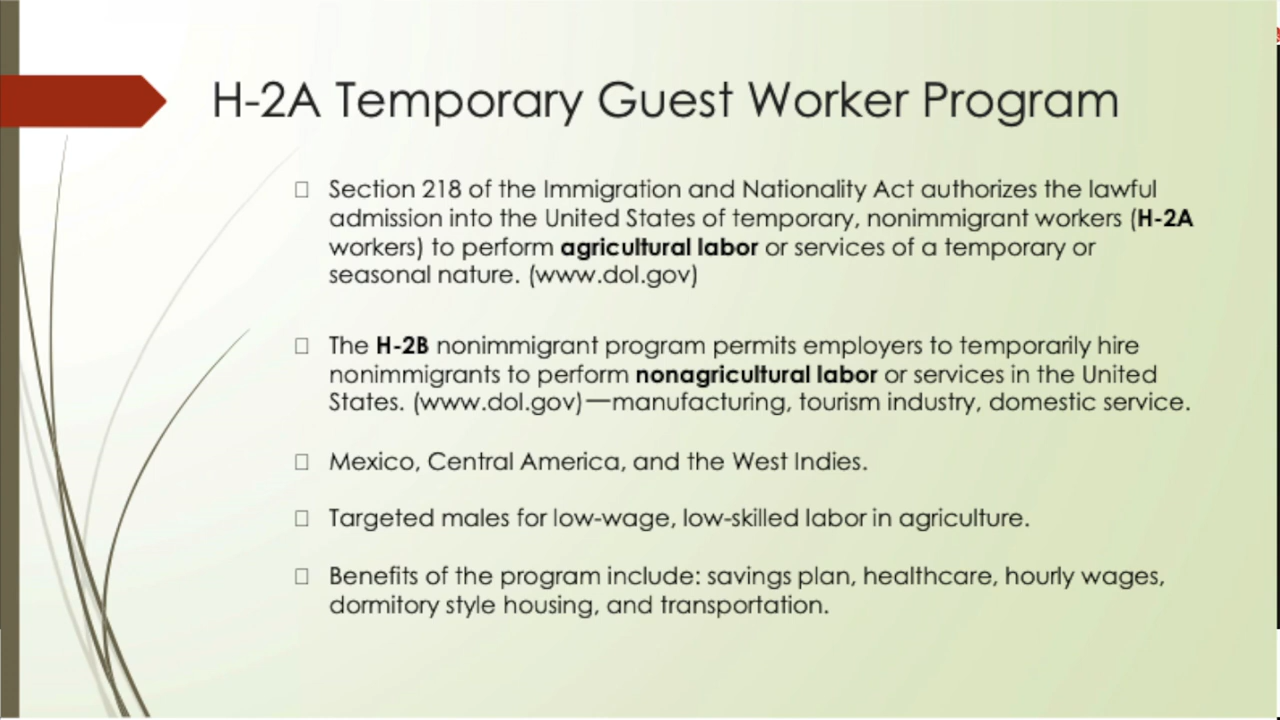 H-2A Temporary Guest Worker Program
Section 218 of the Immigration and Nationality Act authorizes the lawful
admission into the United States of temporary, nonimmigrant workers (H-2A
workers) to perform agricultural labor or services of a temporary or
seasonal nature. (www.dol.gov)
The H-2B nonimmigrant program permits employers to temporarily hire
nonimmigrants to perform nonagricultural labor or services in the United
States. (www.dol.gov)—manufacturing, tourism industry, domestic service.
Mexico, Central America, and the West Indies.
Targeted males for low-wage, low-skilled labor in agriculture.
Benefits of the program include: savings plan, healthcare, hourly wages,
dormitory style housing, and transportation.